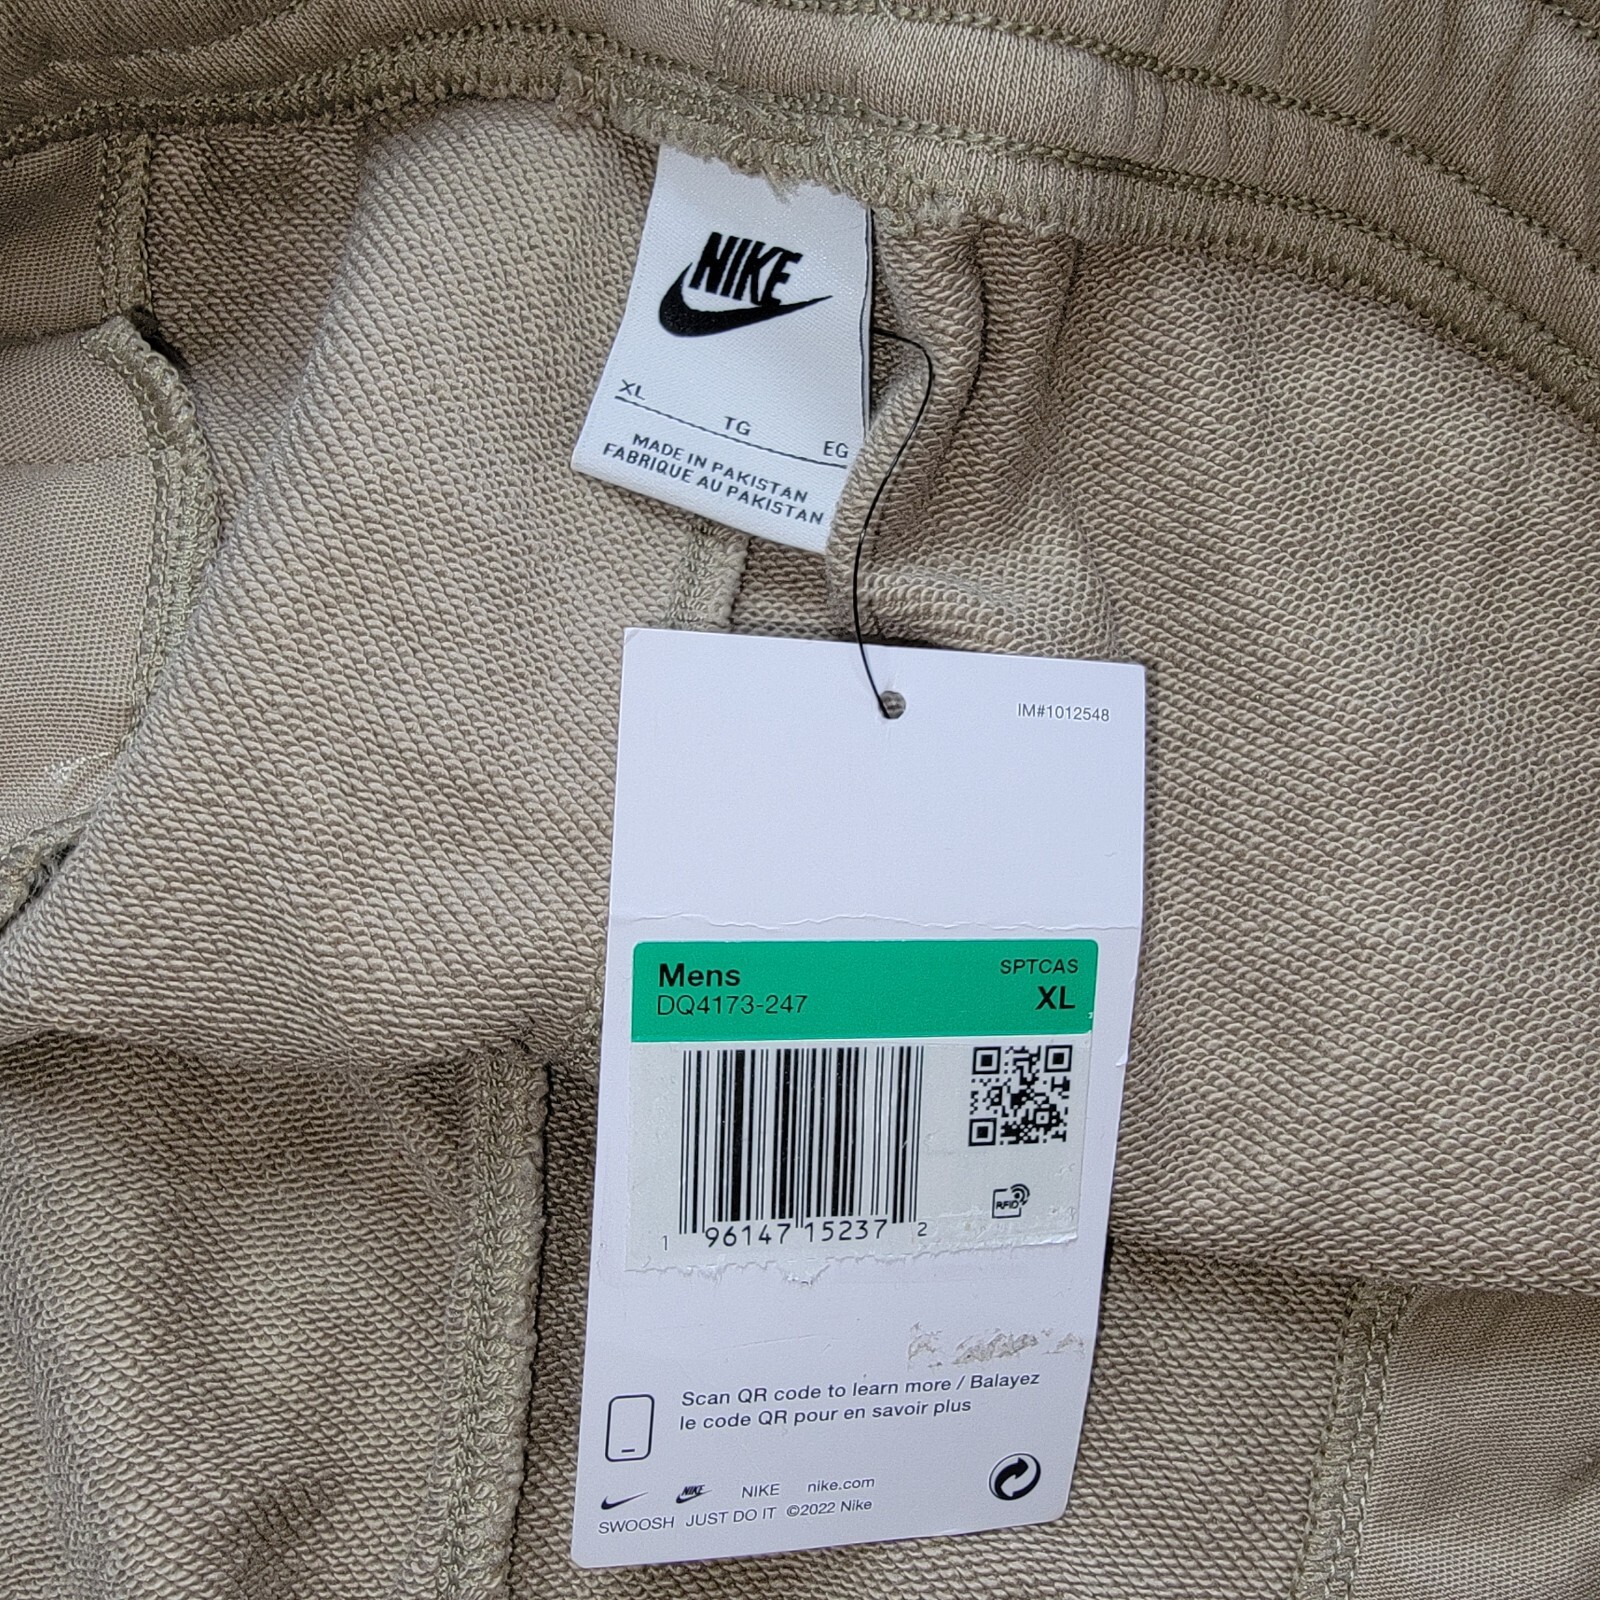 NIKE
XL TG EG
MADE IN PAKISTAN
FABRIQUE AU PAKISTAN
IM#1012548
Mens SPTCAS
DQ4173-247 XL
1 96147 15237 2
RFID
Scan QR code to learn more / Balayez
le code QR pour en savoir plus
NIKE NIKE nike.com
SWOOSH JUST DO IT ©2022 Nike